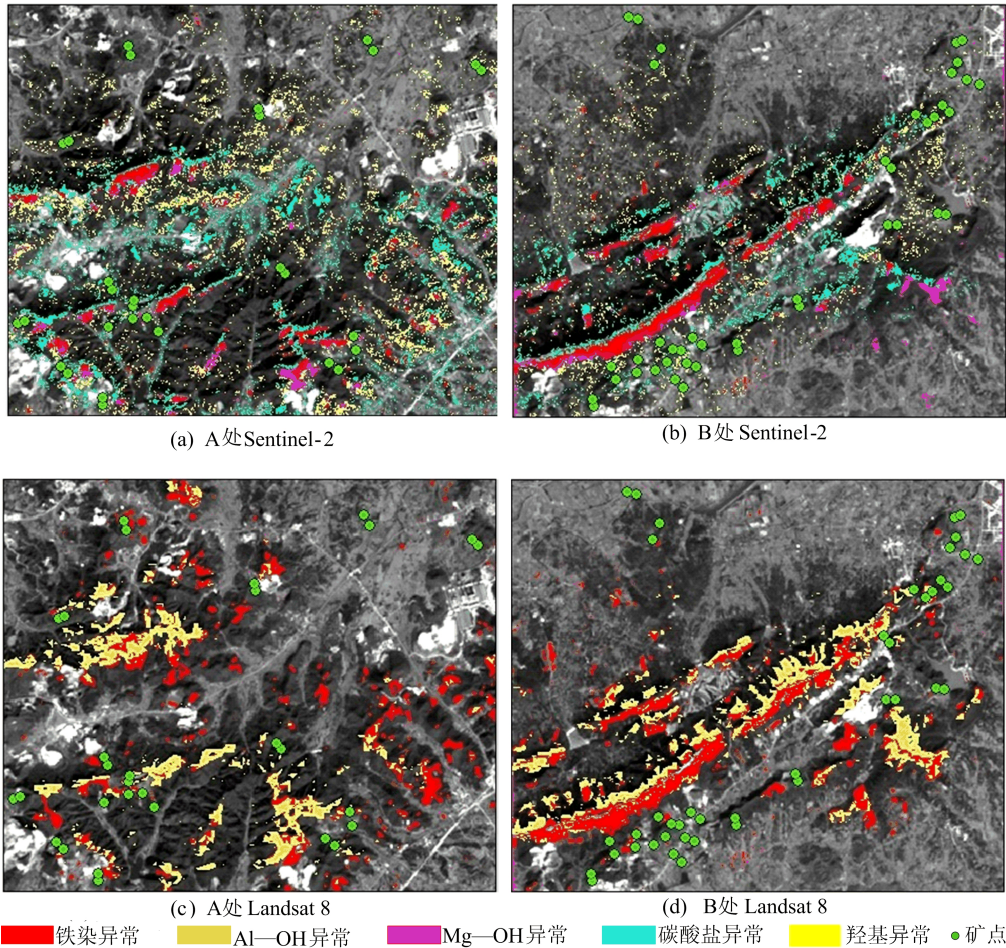 (a) A处Sentinel-2
(b) B处 Sentinel-2
(c) A处 Landsat 8
(d) B处 Landsat 8
铁染异常 Al—OH异常 Mg—OH异常 碳酸盐异常 羟基异常 矿点